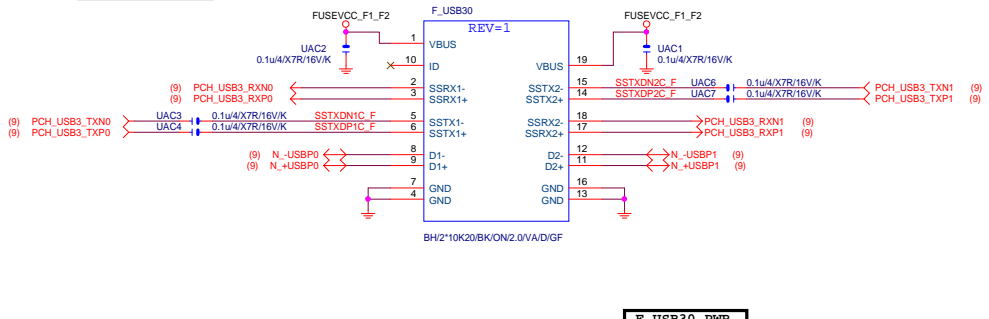 FUSEVCC_F1_F2 F_USB30 FUSEVCC_F1_F2
REV=1
UAC2 1 VBUS UAC1
0.1u/4/X7R/16V/K 10 ID VBUS 19 0.1u/4/X7R/16V/K
(9) PCH_USB3_RXN0 2 SSRX1- SSTX2- 15 SSTXDN2C_F UAC6 0.1u/4/X7R/16V/K PCH_USB3_TXN1 (9)
(9) PCH_USB3_RXP0 3 SSRX1+ SSTX2+ 14 SSTXDP2C_F UAC7 0.1u/4/X7R/16V/K PCH_USB3_TXP1 (9)
(9) PCH_USB3_TXN0 UAC3 0.1u/4/X7R/16V/K SSTXDN1C_F 5 SSTX1- SSRX2- 18 PCH_USB3_RXN1 (9)
(9) PCH_USB3_TXP0 UAC4 0.1u/4/X7R/16V/K SSTXDP1C_F 6 SSTX1+ SSRX2+ 17 PCH_USB3_RXP1 (9)
(9) N_-USBP0 8 D1- D2- 12 N_-USBP1 (9)
(9) N_+USBP0 9 D1+ D2+ 11 N_+USBP1 (9)
7 GND GND 16
4 GND GND 13
BH/2*10K20/BK/ON/2.0/VA/D/GF
F_USB30_PWR